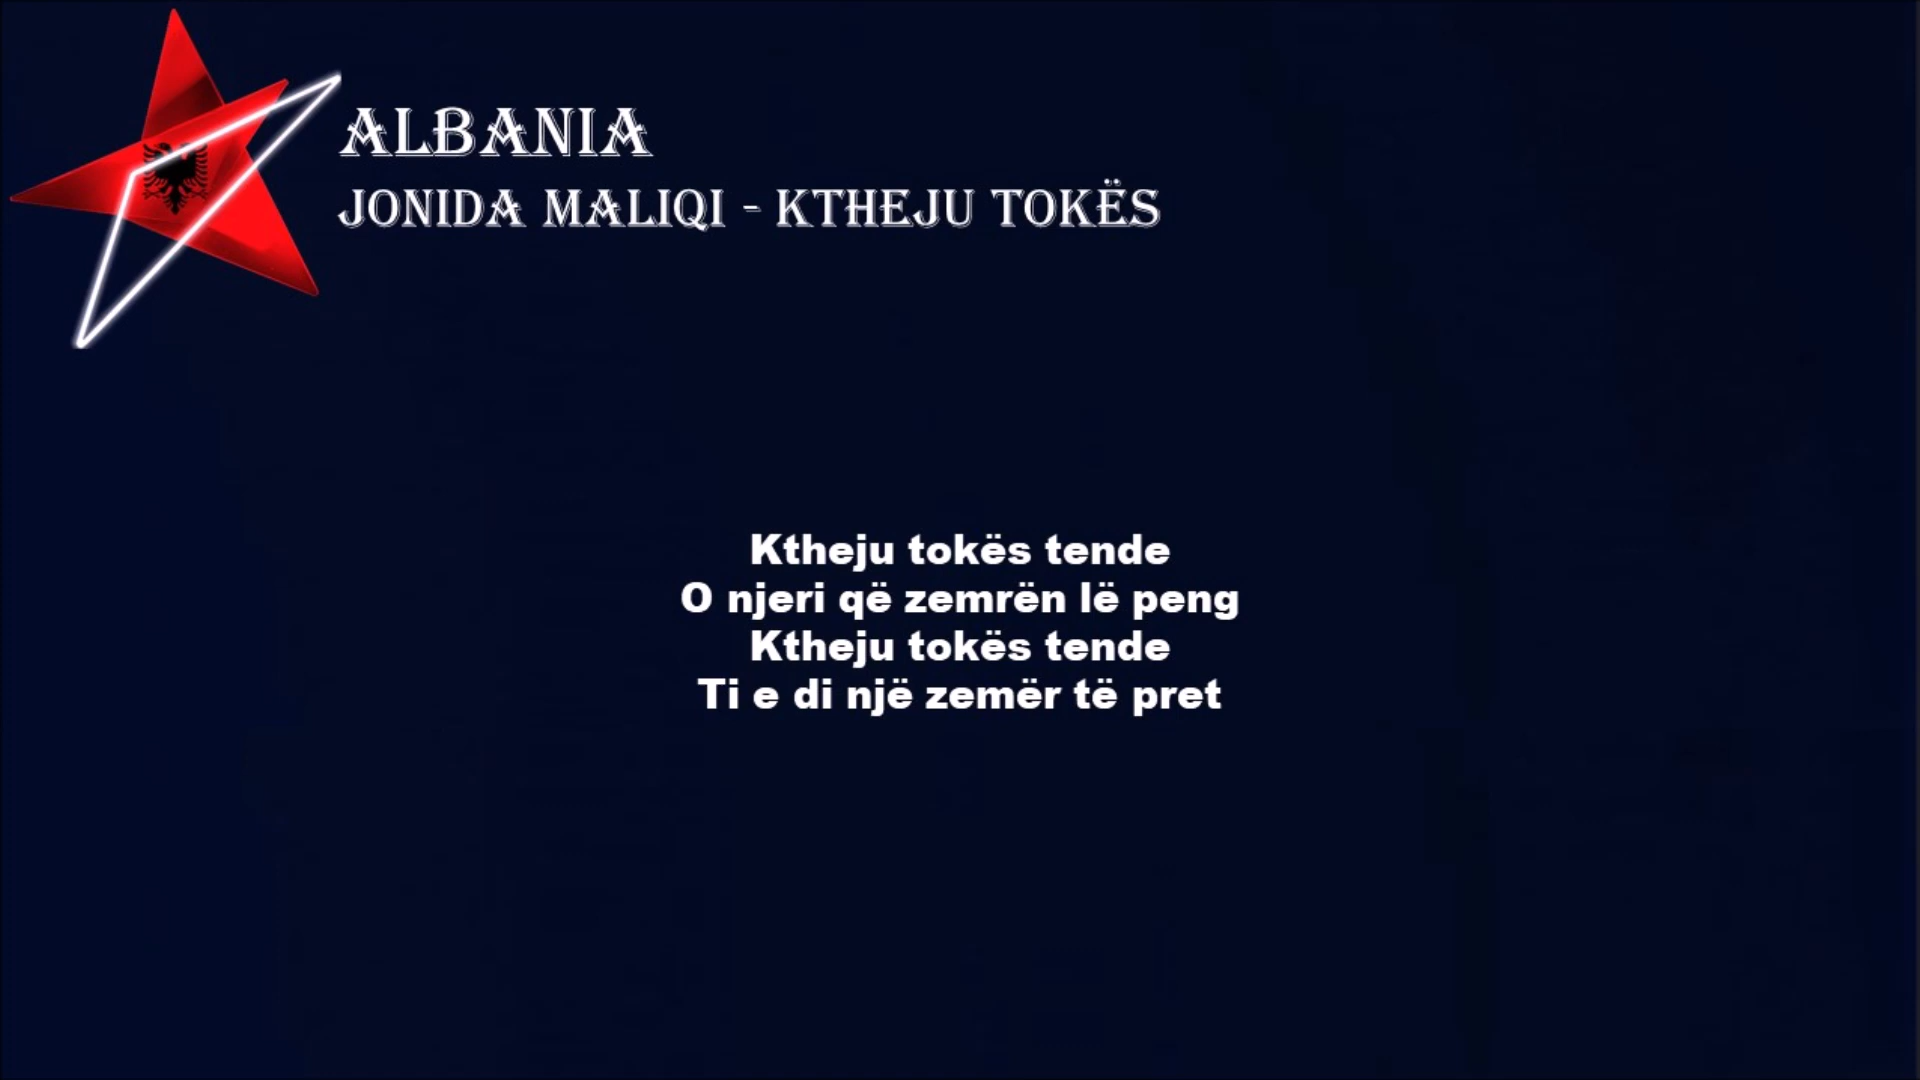 ALBANIA
JONIDA MALIQI - KTHEJU TOKËS
Ktheju tokës tende
O njeri që zemrën lë peng
Ktheju tokës tende
Ti e di një zemër të pret